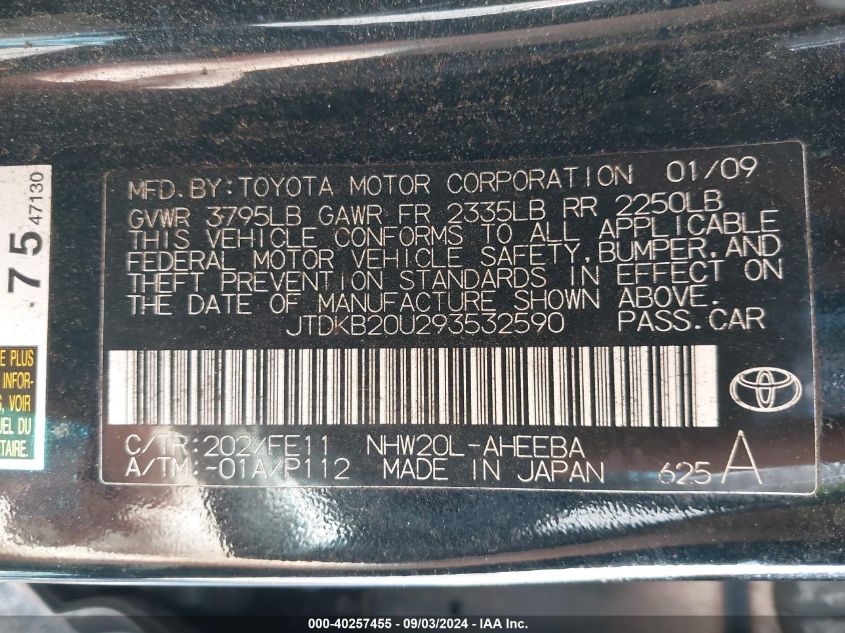 MFD.BY:TOYOTA MOTOR CORPORATION 01/09
GVWR 3795LB GAWR FR 2335LB RR 2250LB
THIS VEHICLE CONFORMS TO ALL APPLICABLE
FEDERAL MOTOR VEHICLE SAFETY,BUMPER,AND
THEFT PREVENTION STANDARDS IN EFFECT ON
THE DATE OF MANUFACTURE SHOWN ABOVE.
JTDKB20U293532590 PASS.CAR
C/TR:202/FE11 NHW20L-AHEEBA
A/TM:-01A/P112 MADE IN JAPAN 625 A
75
47130
E PLUS
INFOR-
S, VOIR
UEL DU
TAIRE.
000-40257455 - 09/03/2024 - IAA Inc.